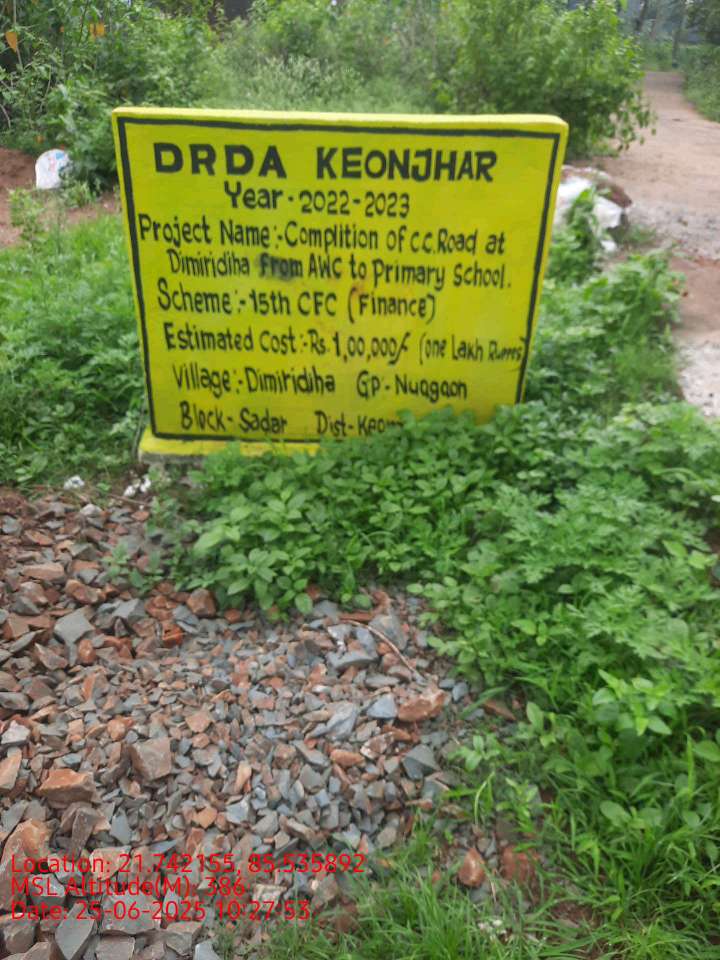 DRDA KEONJHAR
Year - 2022-2023
Project Name:- Complition of C.C. Road at
Dimiridiha From AWC to Primary School.
Scheme:- 15th CFC (Finance)
Estimated Cost:- Rs. 1,00,000/- (one Lakh Rupees)
Village:- Dimiridiha GP:- Nuagaon
Block- Sadar Dist-
Location: 21.742155, 85.535892
MSL Altitude(M): 386
Date: 25-06-2025 10:27:53